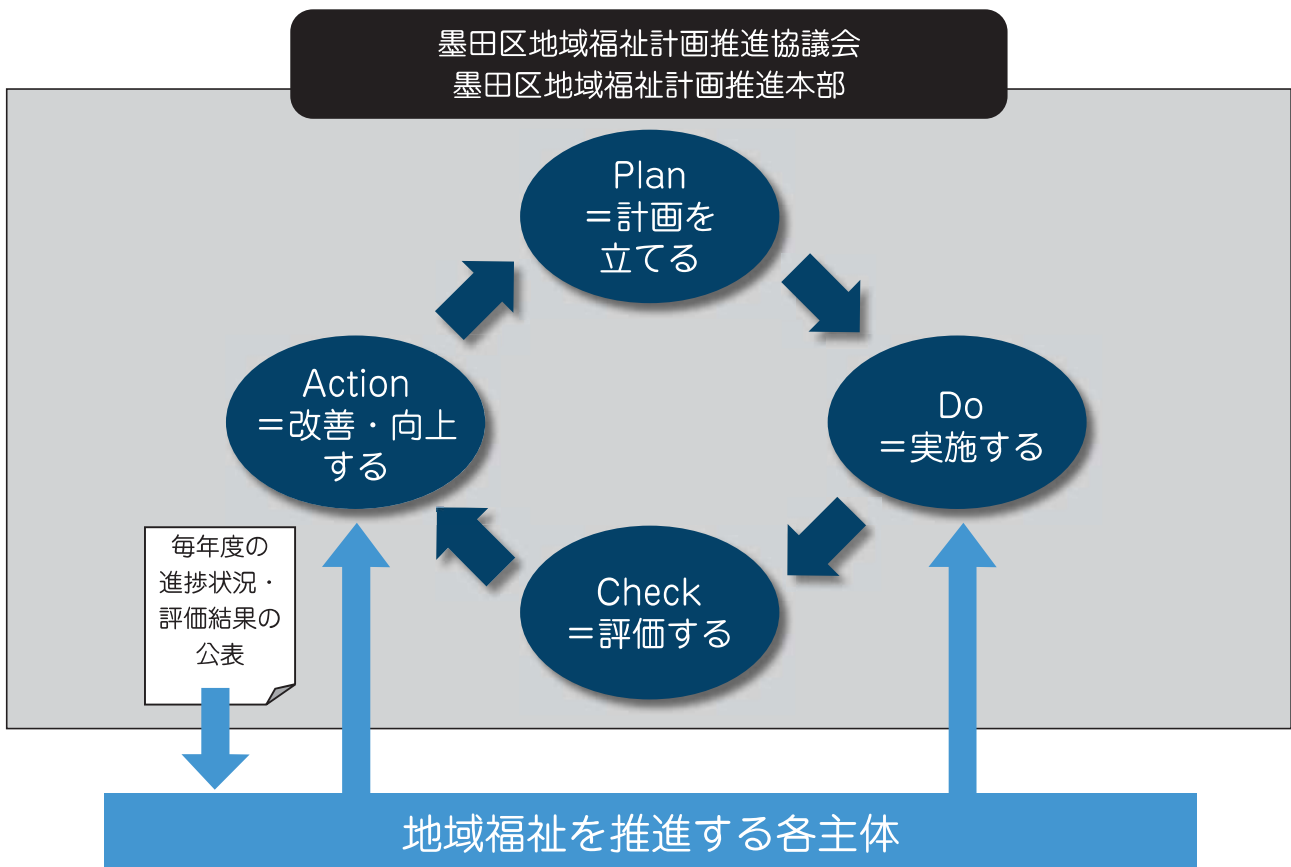 墨田区地域福祉計画推進協議会
墨田区地域福祉計画推進本部
Plan
＝計画を
立てる
Action
＝改善・向上
する
Do
＝実施する
Check
＝評価する
毎年度の
進捗状況・
評価結果の
公表
地域福祉を推進する各主体